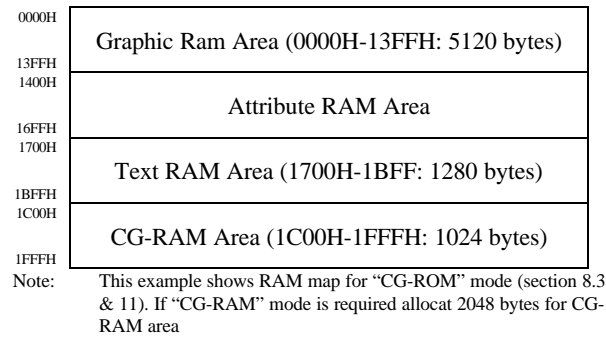 0000H
Graphic Ram Area (0000H-13FFH: 5120 bytes)
13FFH
1400H
Attribute RAM Area
16FFH
1700H
Text RAM Area (1700H-1BFF: 1280 bytes)
1BFFH
1C00H
CG-RAM Area (1C00H-1FFFH: 1024 bytes)
1FFFH
Note: This example shows RAM map for “CG-ROM” mode (section 8.3
& 11). If “CG-RAM” mode is required allocat 2048 bytes for CG-
RAM area